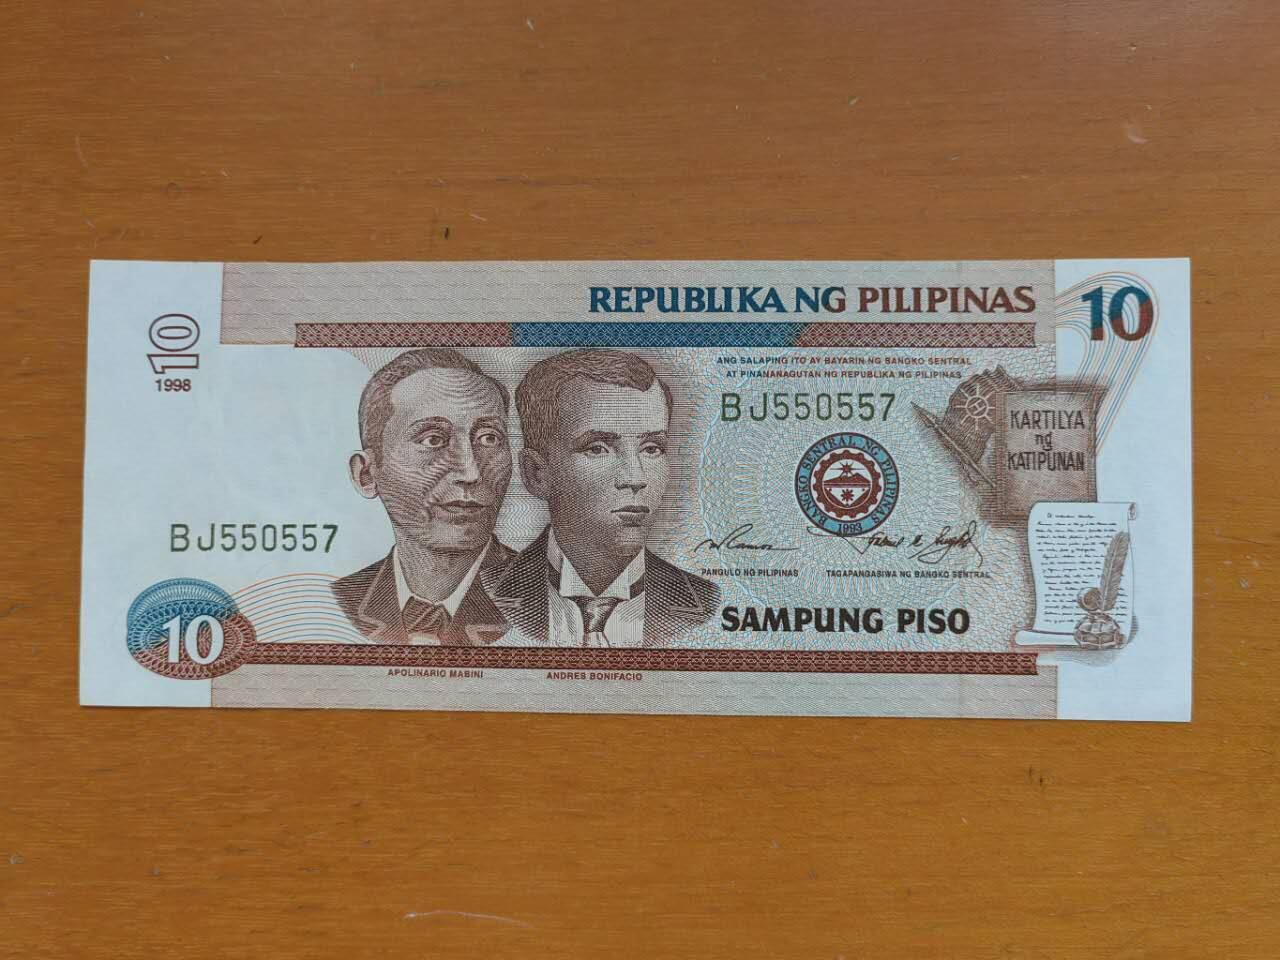 REPUBLIKA NG PILIPINAS
10
10
1998
ANG SALAPING ITO AY BAYARIN NG BANGKO SENTRAL
AT PINANANAGUTAN NG REPUBLIKA NG PILIPINAS
BJ550557
KARTILYA
ng
KATIPUNAN
BANGKO SENTRAL NG PILIPINAS
1993
BJ550557
PANGULO NG PILIPINAS
TAGAPANGASIWA NG BANGKO SENTRAL
SAMPUNG PISO
10
APOLINARIO MABINI
ANDRES BONIFACIO